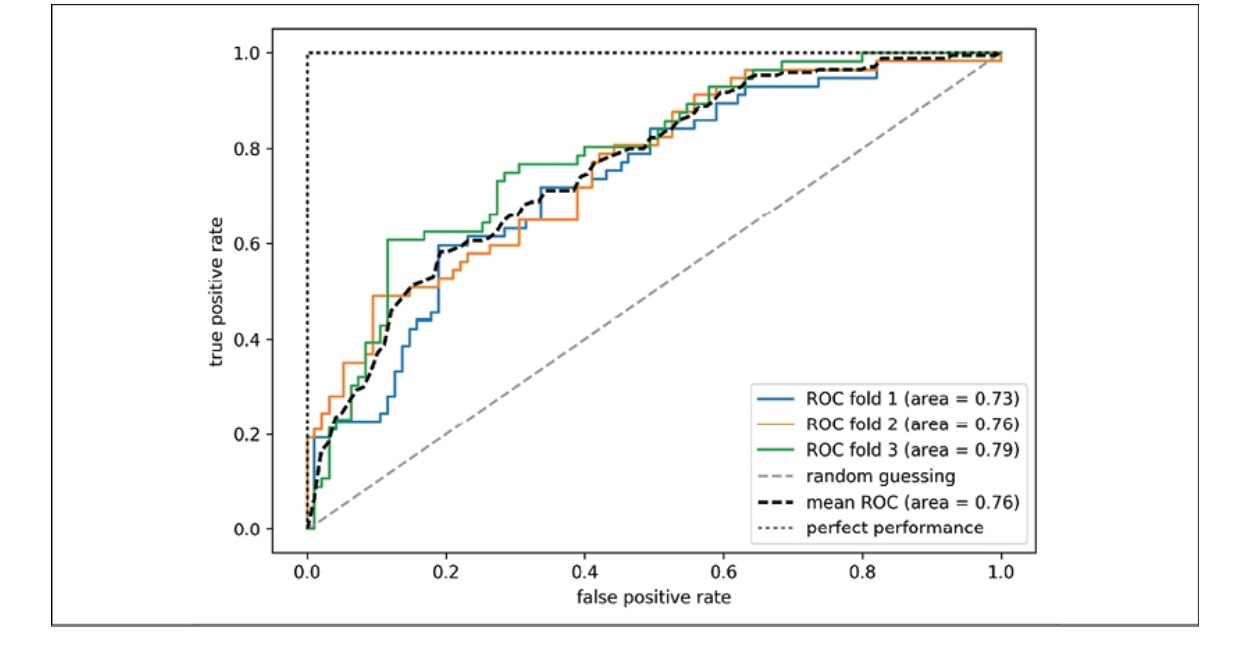 1.0
0.8
0.6
0.4
0.2
0.0
true positive rate
ROC fold 1 (area = 0.73)
ROC fold 2 (area = 0.76)
ROC fold 3 (area = 0.79)
random guessing
mean ROC (area = 0.76)
perfect performance
0.0 0.2 0.4 0.6 0.8 1.0
false positive rate